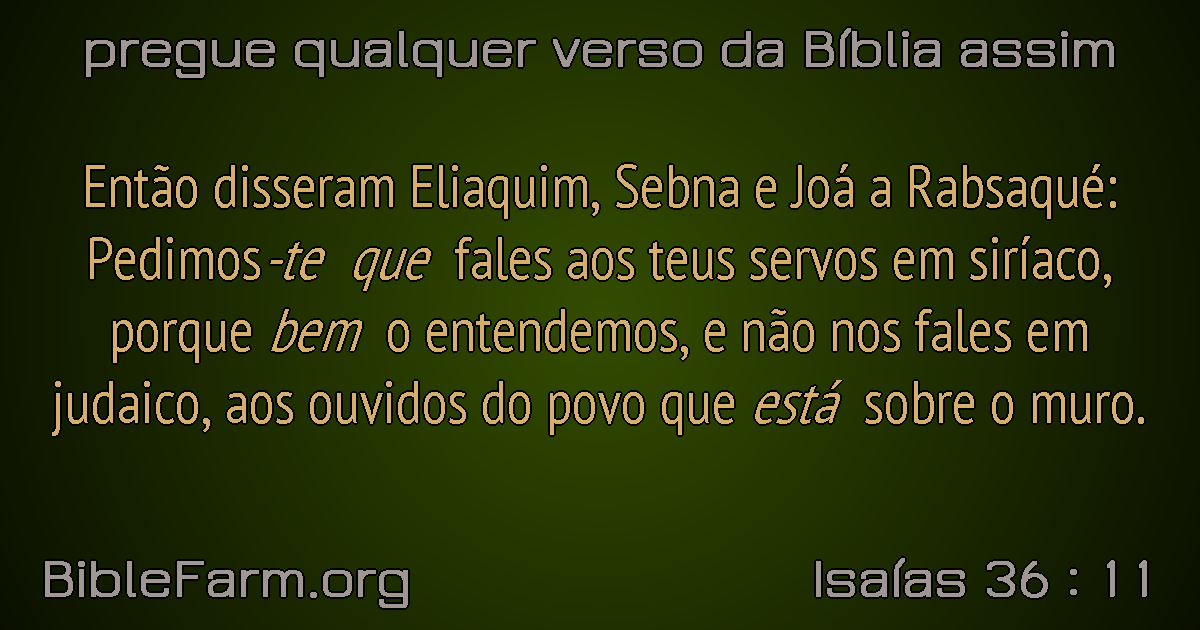 pregue qualquer verso da Bíblia assim
Então disseram Eliaquim, Sebna e Joá a Rabsaqué:
Pedimos-te que fales aos teus servos em siríaco,
porque bem o entendemos, e não nos fales em
judaico, aos ouvidos do povo que está sobre o muro.
BibleFarm.org
Isaías 36 : 11